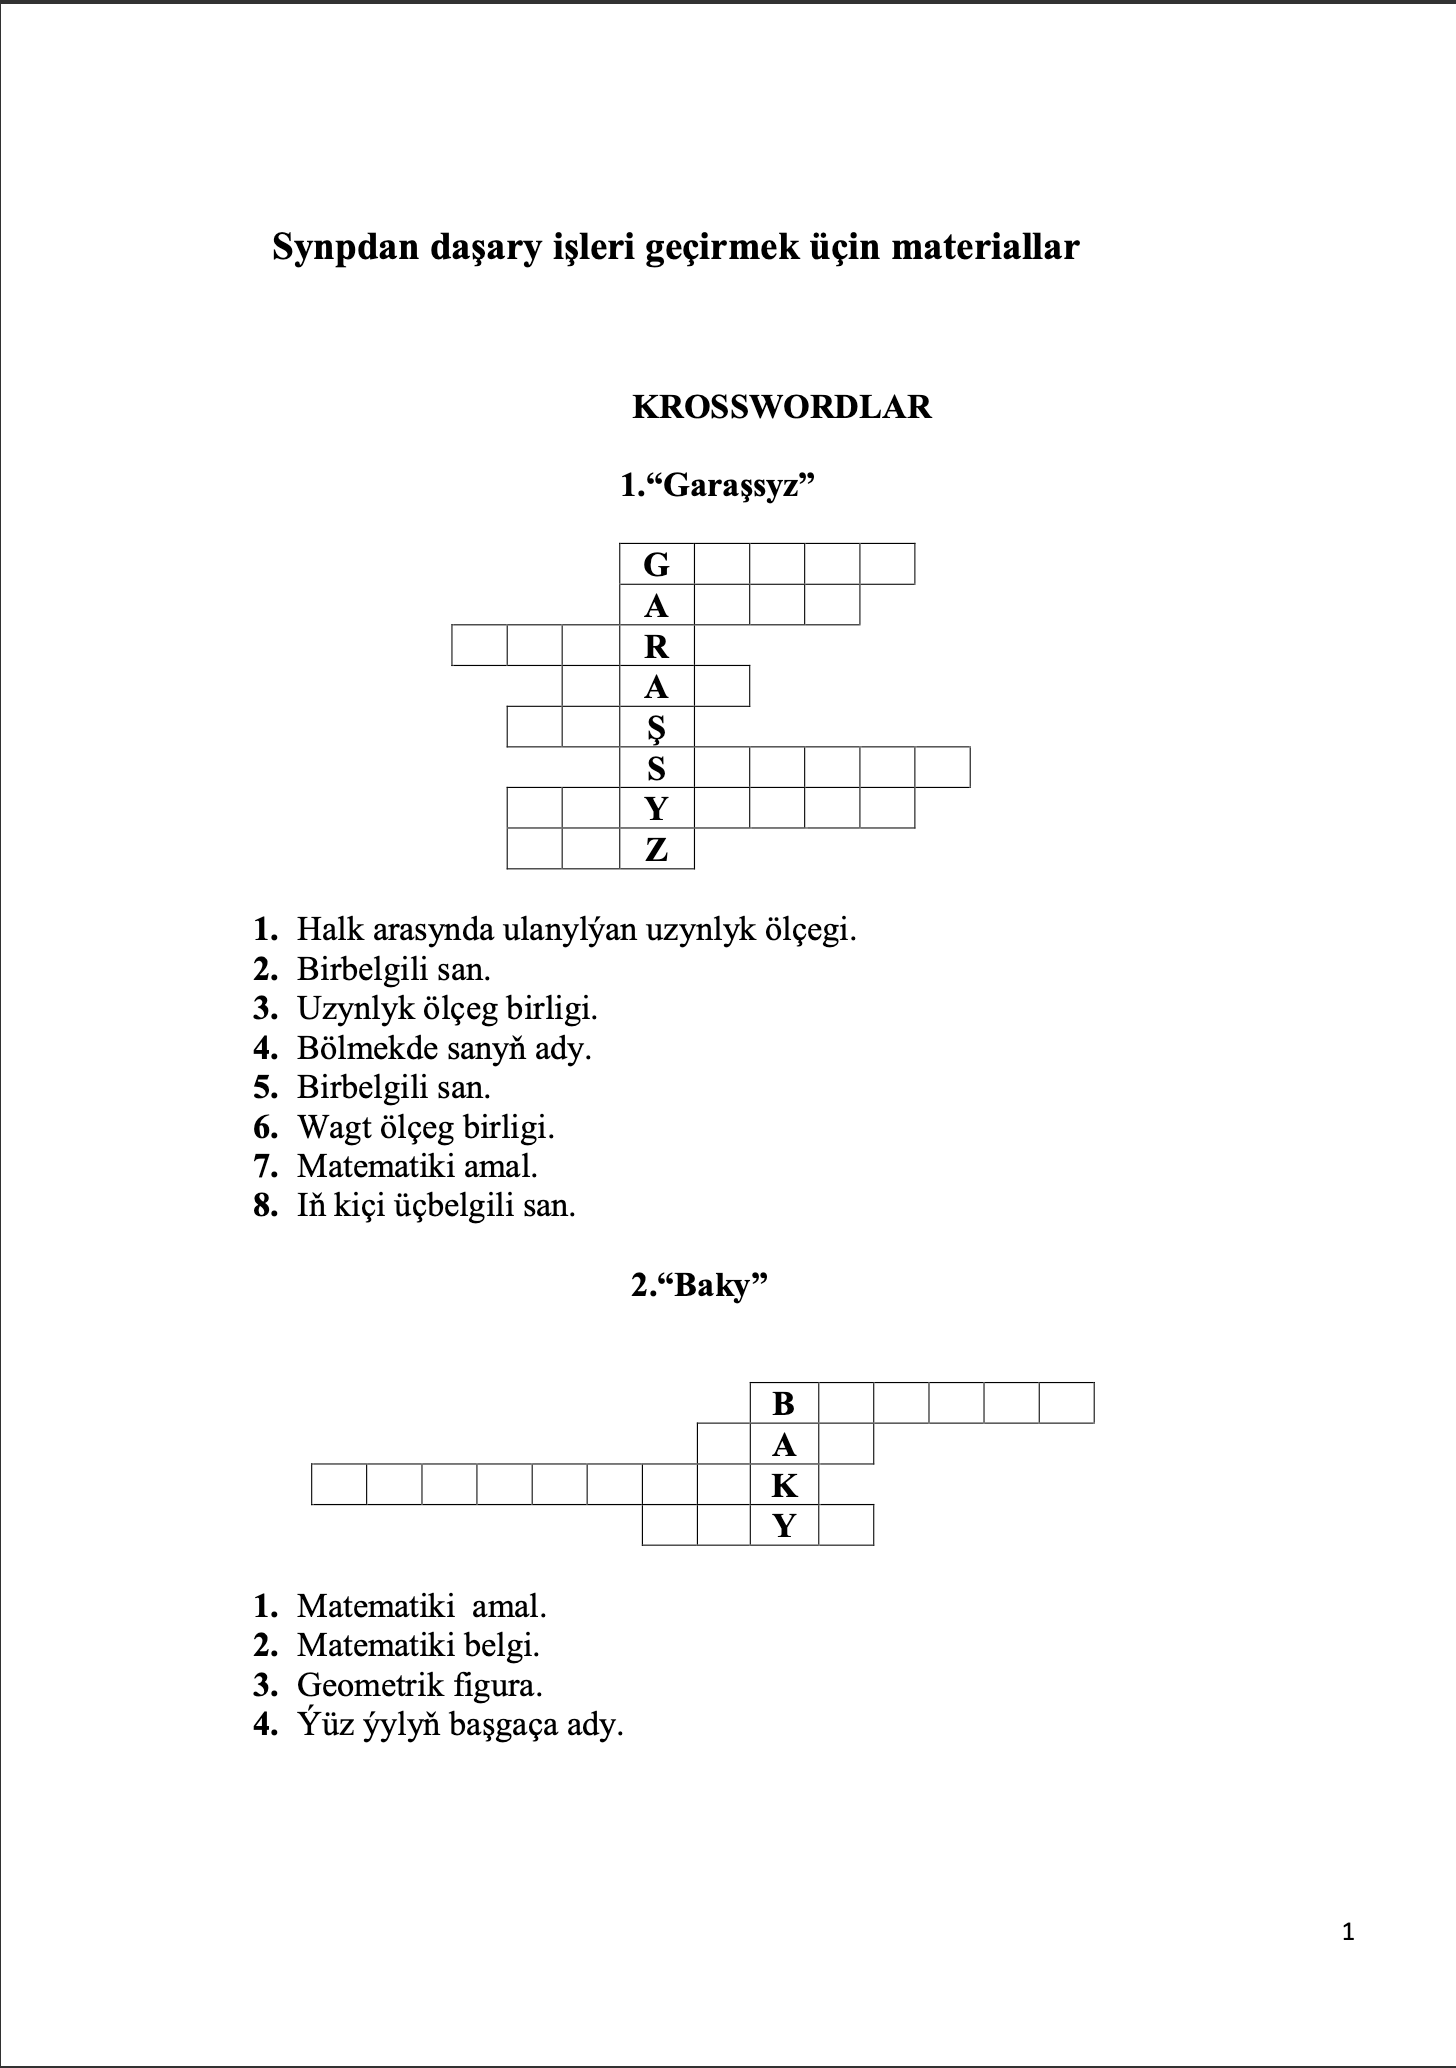 Synpdan daşary işleri geçirmek üçin materiallar
KROSSWORDLAR
1.“Garaşsyz”
G
A
R
A
Ş
S
Y
Z
1. Halk arasynda ulanylýan uzynlyk ölçegi.
2. Birbelgili san.
3. Uzynlyk ölçeg birligi.
4. Bölmekde sanyň ady.
5. Birbelgili san.
6. Wagt ölçeg birligi.
7. Matematiki amal.
8. Iň kiçi üçbelgili san.
2.“Baky”
B
A
K
Y
1. Matematiki  amal.
2. Matematiki belgi.
3. Geometrik figura.
4. Ýüz ýylyň başgaça ady.
1